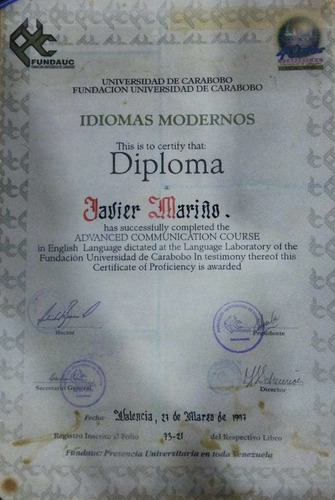 FUNDAUC
UNIVERSIDAD DE CARABOBO
FUNDACION UNIVERSIDAD DE CARABOBO
IDIOMAS MODERNOS
This is to certify that:
Diploma
a:
Javier Mariño.
has successfully completed the
ADVANCED COMMUNICATION COURSE
in English Language dictated at the Language Laboratory of the
Fundación Universidad de Carabobo In testimony thereof this
Certificate of Proficiency is awarded
Rector
Presidente
Secretario General
Director
Fecha: Valencia, 27 de Marzo de 1997
Registro Inscrito al Folio 73-21 del Respectivo Libro
Fundauc: Presencia Universitaria en toda Venezuela